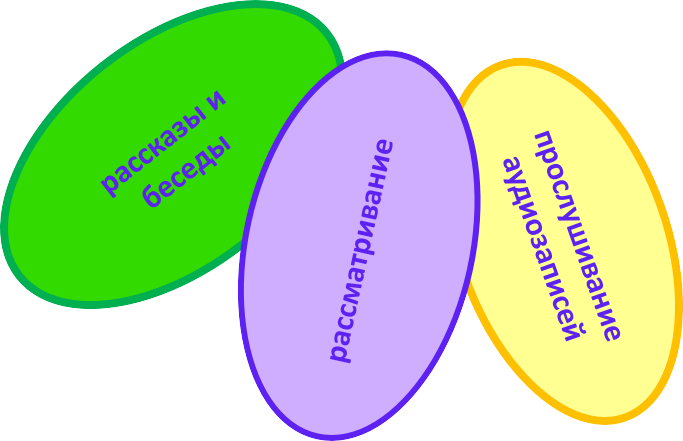 рассказы и
беседы
рассматривание
прослушивание
аудиозаписей